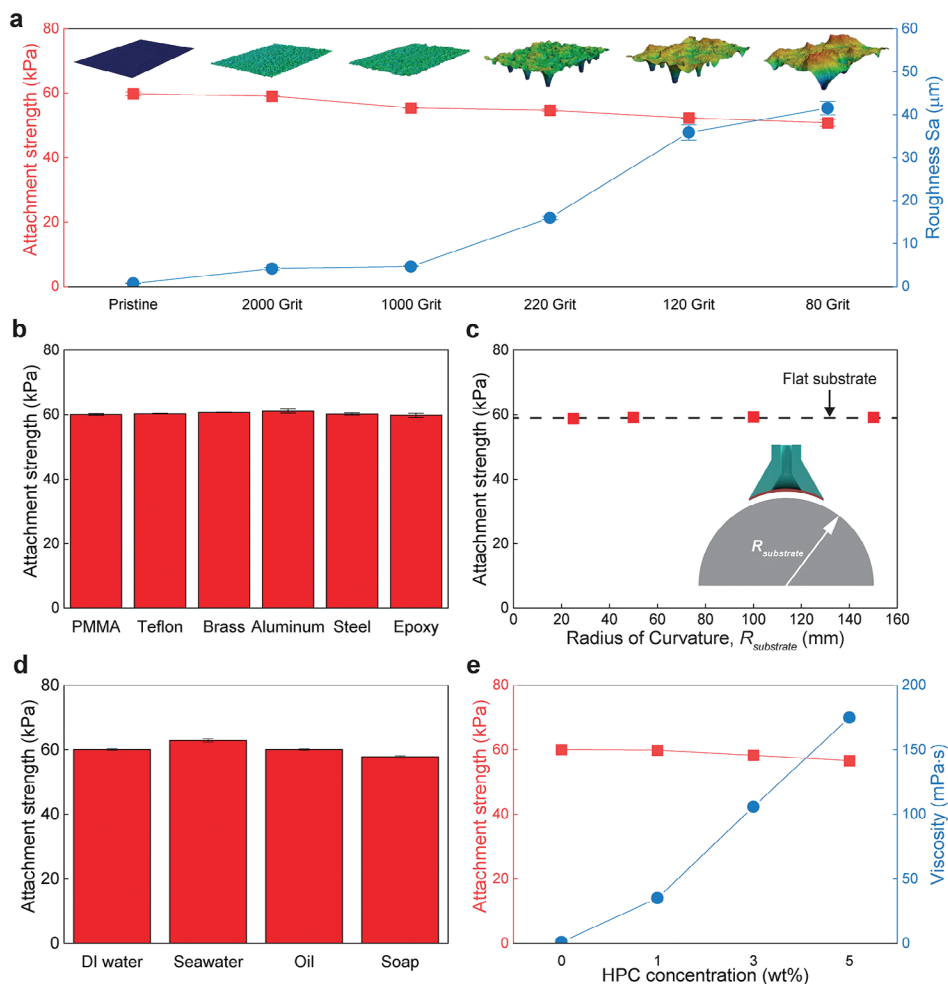 a
Attachment strength (kPa)
80
60
40
20
0
60
50
40
30
20
10
0
Roughness Sa (μm)
Pristine 2000 Grit 1000 Grit 220 Grit 120 Grit 80 Grit
b
Attachment strength (kPa)
80
60
40
20
0
PMMA Teflon Brass Aluminum Steel Epoxy
c
Attachment strength (kPa)
80
60
40
20
0
Flat substrate
R substrate
0 20 40 60 80 100 120 140 160
Radius of Curvature, R substrate (mm)
d
Attachment strength (kPa)
80
60
40
20
0
DI water Seawater Oil Soap
e
Attachment strength (kPa)
80
60
40
20
0
200
150
100
50
0
Viscosity (mPa·s)
0 1 3 5
HPC concentration (wt%)